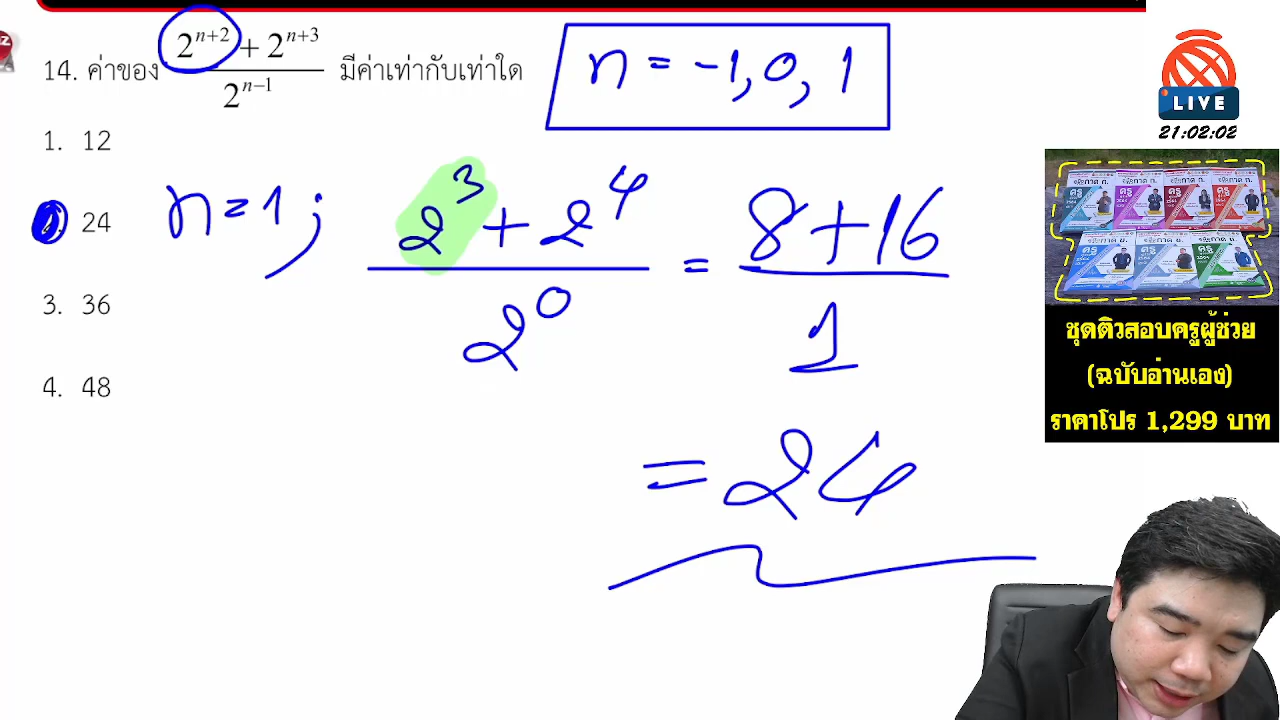 14. ค่าของ (2^{n+2} + 2^{n+3}) / 2^{n-1} มีค่าเท่ากับเท่าใด
n = -1, 0, 1
1. 12
24
3. 36
4. 48
n = 1 ; (2^3 + 2^4) / 2^0 = (8 + 16) / 1
= 24
LIVE
21:02:02
ชุดติวสอบครูผู้ช่วย
(ฉบับอ่านเอง)
ราคาโปร 1,299 บาท